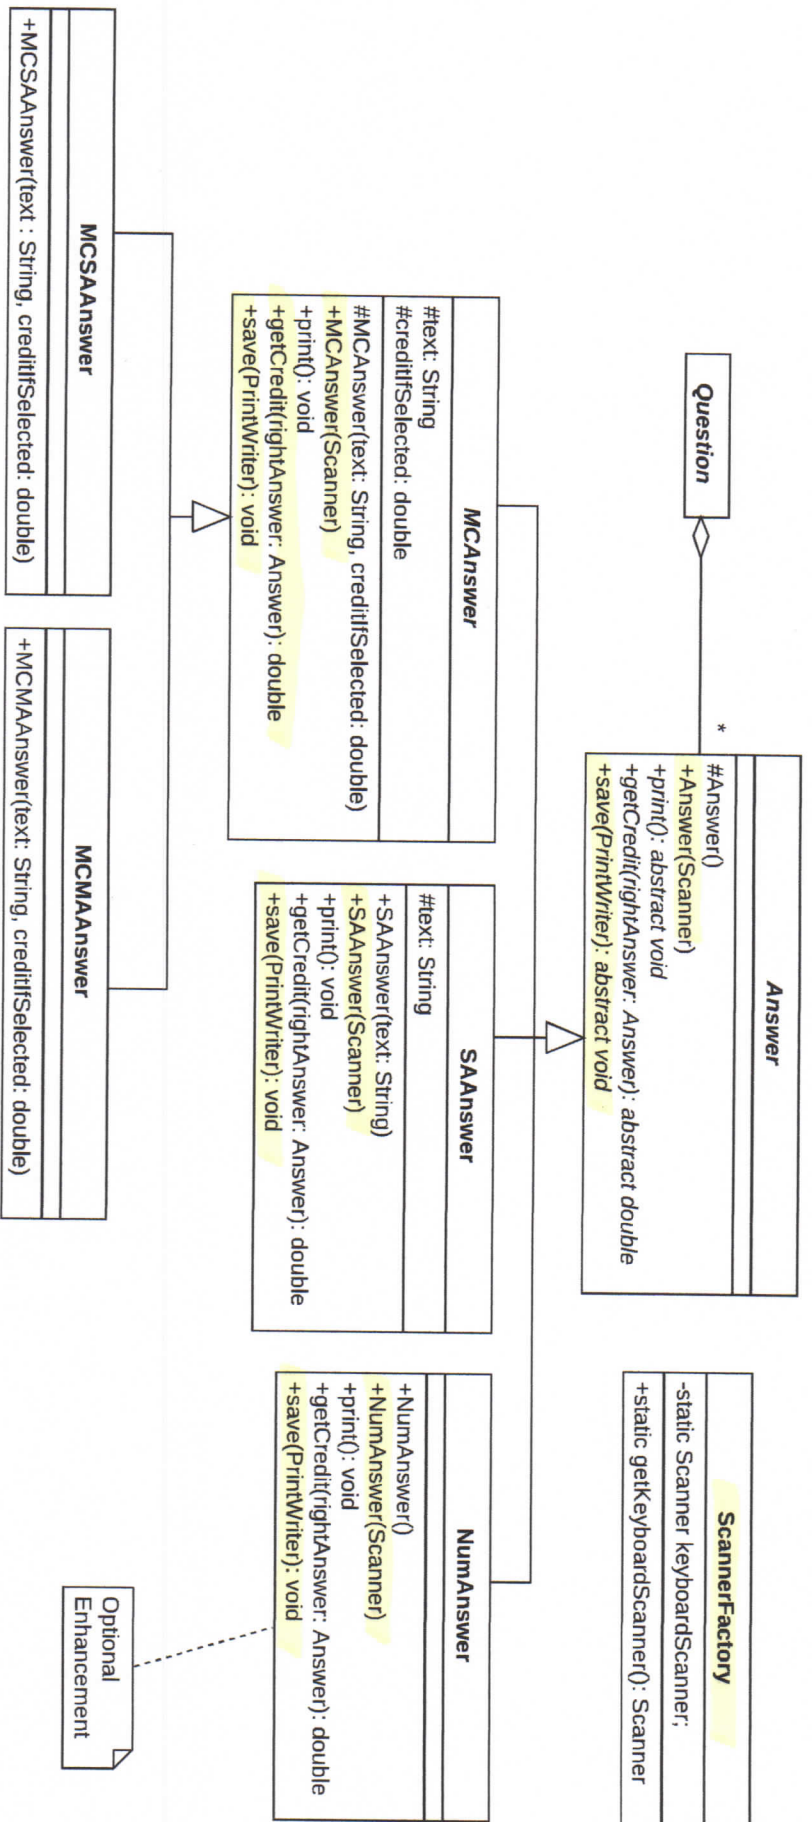 Question
*
Answer
#Answer()
+Answer(Scanner)
+print(): abstract void
+getCredit(rightAnswer: Answer): abstract double
+save(PrintWriter): abstract void
ScannerFactory
-static Scanner keyboardScanner;
+static getKeyboardScanner(): Scanner
MCAnswer
#text: String
#creditIfSelected: double
#MCAnswer(text: String, creditIfSelected: double)
+MCAnswer(Scanner)
+print(): void
+getCredit(rightAnswer: Answer): double
+save(PrintWriter): void
SAAnswer
#text: String
+SAAnswer(text: String)
+SAAnswer(Scanner)
+print(): void
+getCredit(rightAnswer: Answer): double
+save(PrintWriter): void
NumAnswer
+NumAnswer()
+NumAnswer(Scanner)
+print(): void
+getCredit(rightAnswer: Answer): double
+save(PrintWriter): void
Optional
Enhancement
MCSAAnswer
+MCSAAnswer(text : String, creditIfSelected: double)
MCMAAnswer
+MCMAAnswer(text: String, creditIfSelected: double)